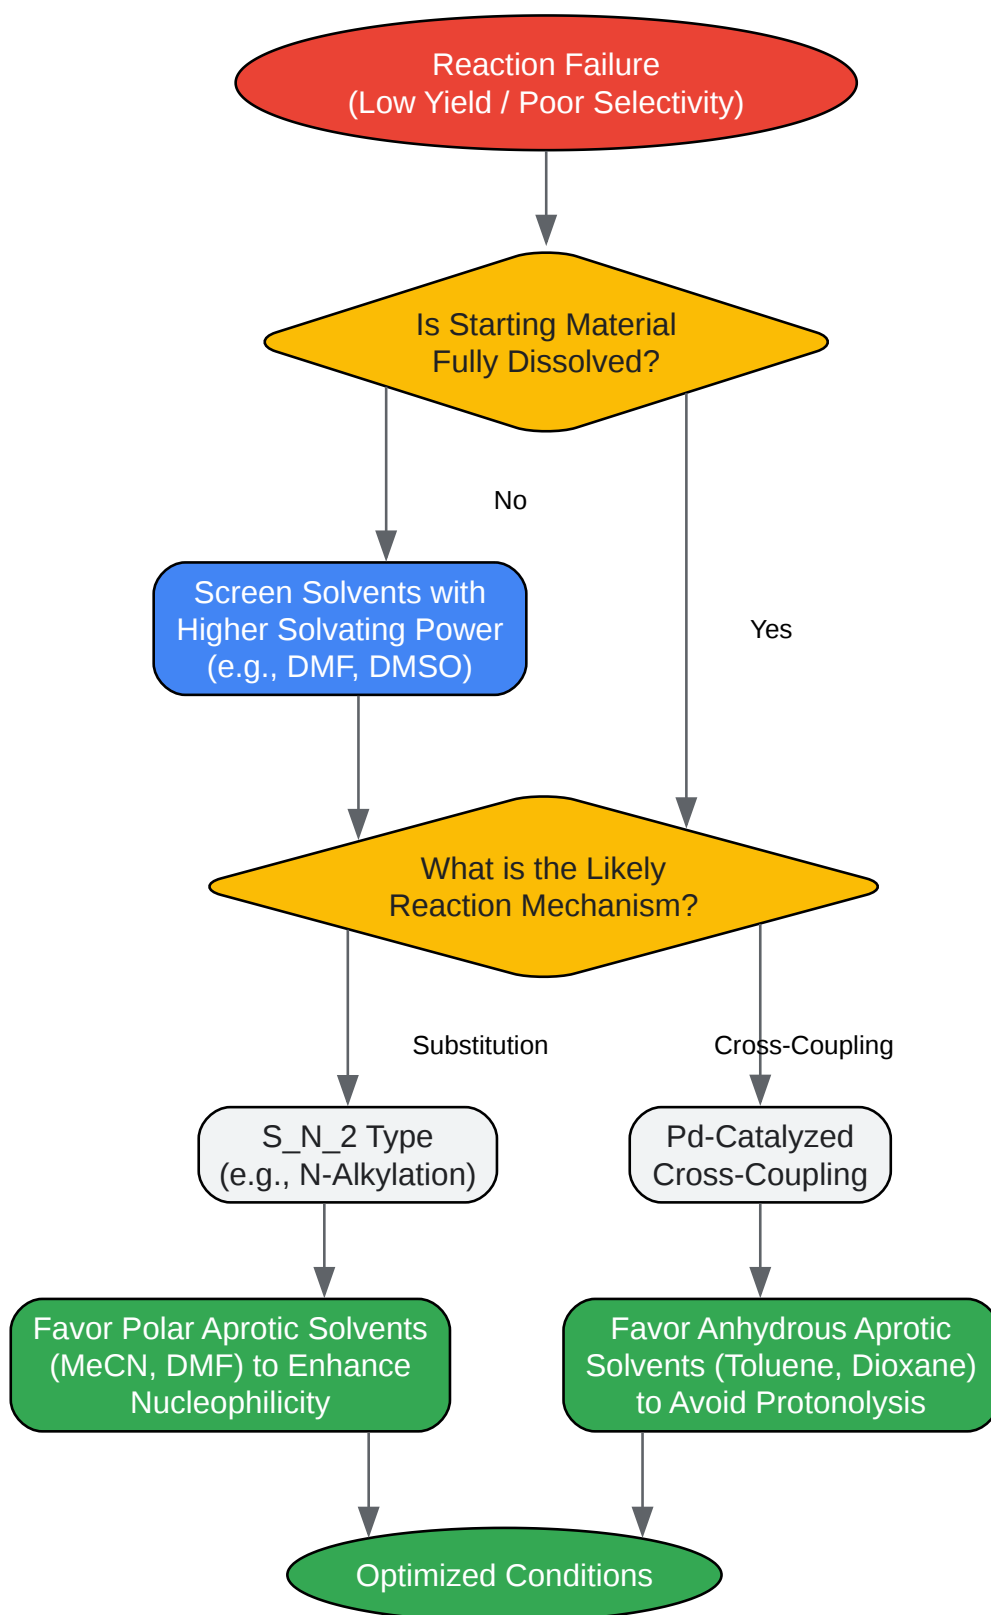 Reaction Failure
(Low Yield / Poor Selectivity)
Is Starting Material
Fully Dissolved?
No
Screen Solvents with
Higher Solvating Power
(e.g., DMF, DMSO)
Yes
What is the Likely
Reaction Mechanism?
Substitution
Cross-Coupling
S_N_2 Type
(e.g., N-Alkylation)
Pd-Catalyzed
Cross-Coupling
Favor Polar Aprotic Solvents
(MeCN, DMF) to Enhance
Nucleophilicity
Favor Anhydrous Aprotic
Solvents (Toluene, Dioxane)
to Avoid Protonolysis
Optimized Conditions